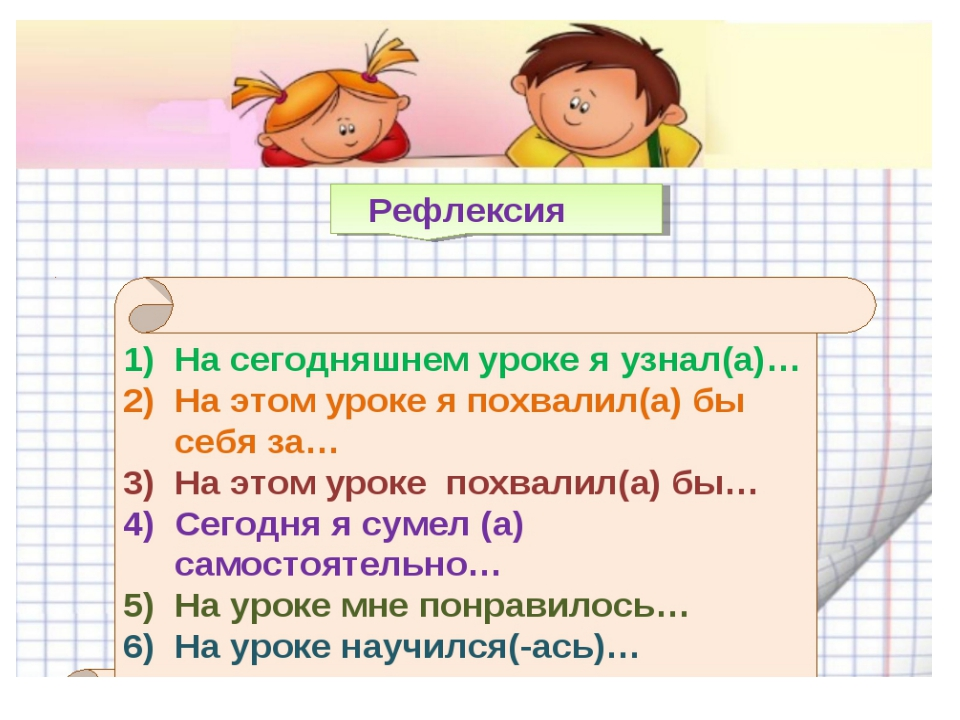 Рефлексия
1) На сегодняшнем уроке я узнал(а)…
2) На этом уроке я похвалил(а) бы
себя за…
3) На этом уроке похвалил(а) бы…
4) Сегодня я сумел (а)
самостоятельно…
5) На уроке мне понравилось…
6) На уроке научился(-ась)…